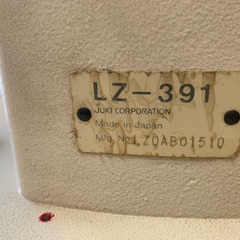 LZ-391
JUKI CORPORATION
Made in Japan
Mfg. No. LZ0AB01510